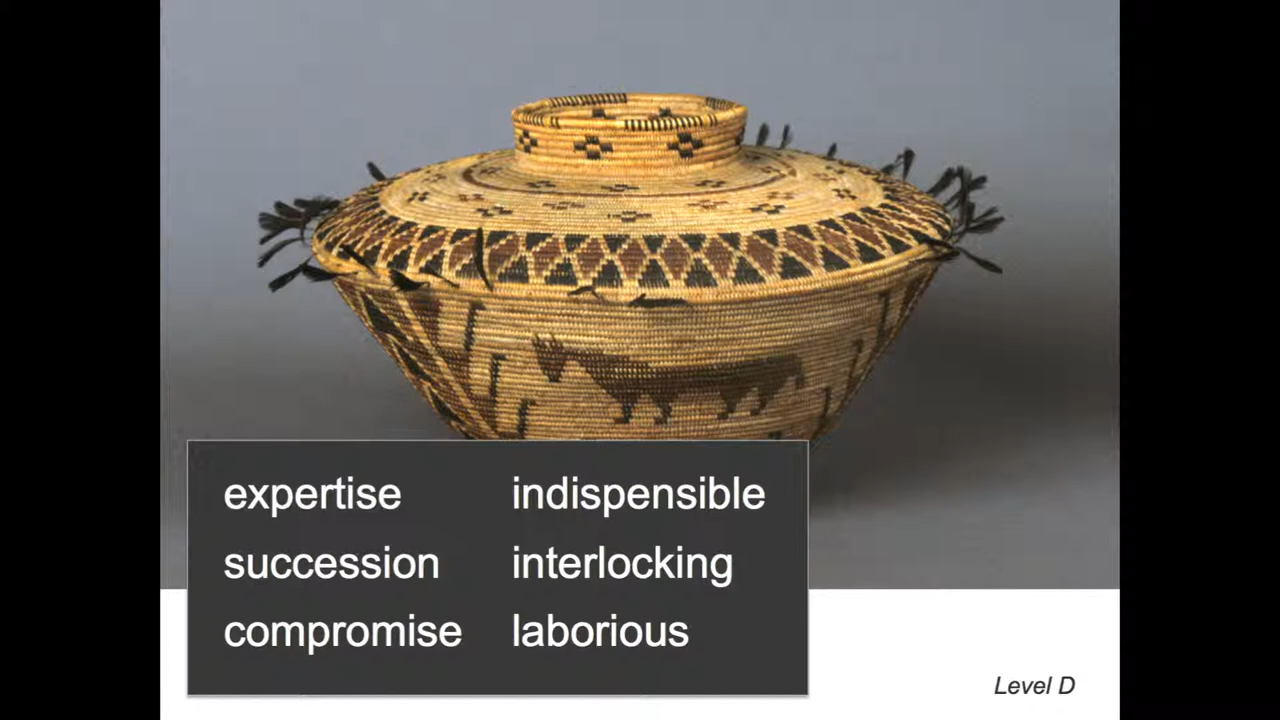 expertise
succession
compromise
indispensible
interlocking
laborious
Level D